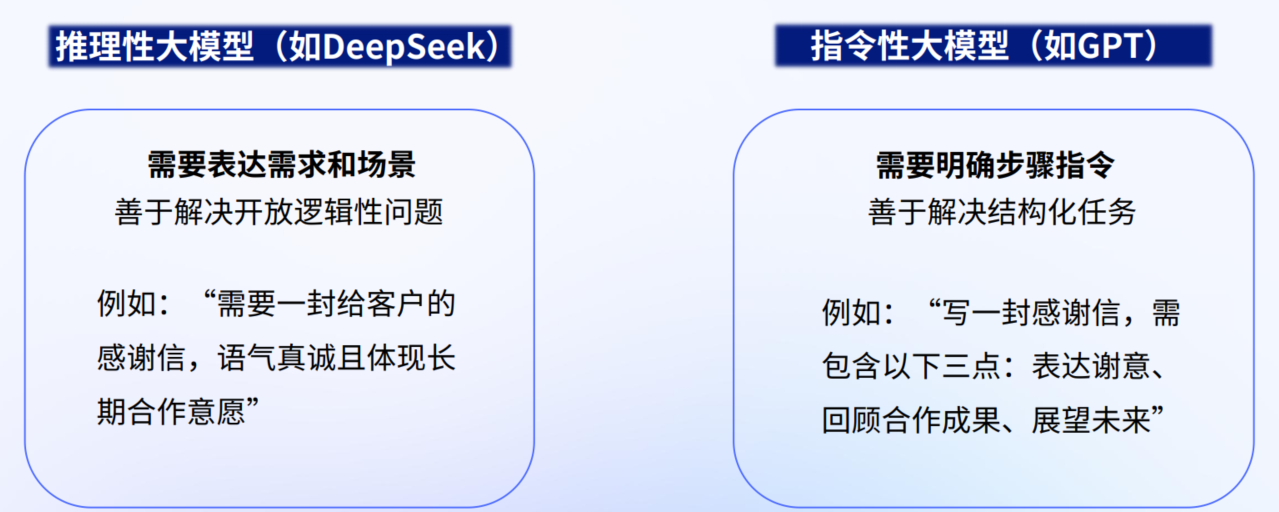 推理性大模型（如DeepSeek）
需要表达需求和场景
善于解决开放逻辑性问题
例如：“需要一封给客户的
感谢信，语气真诚且体现长
期合作意愿”
指令性大模型（如GPT）
需要明确步骤指令
善于解决结构化任务
例如：“写一封感谢信，需
包含以下三点：表达谢意、
回顾合作成果、展望未来”